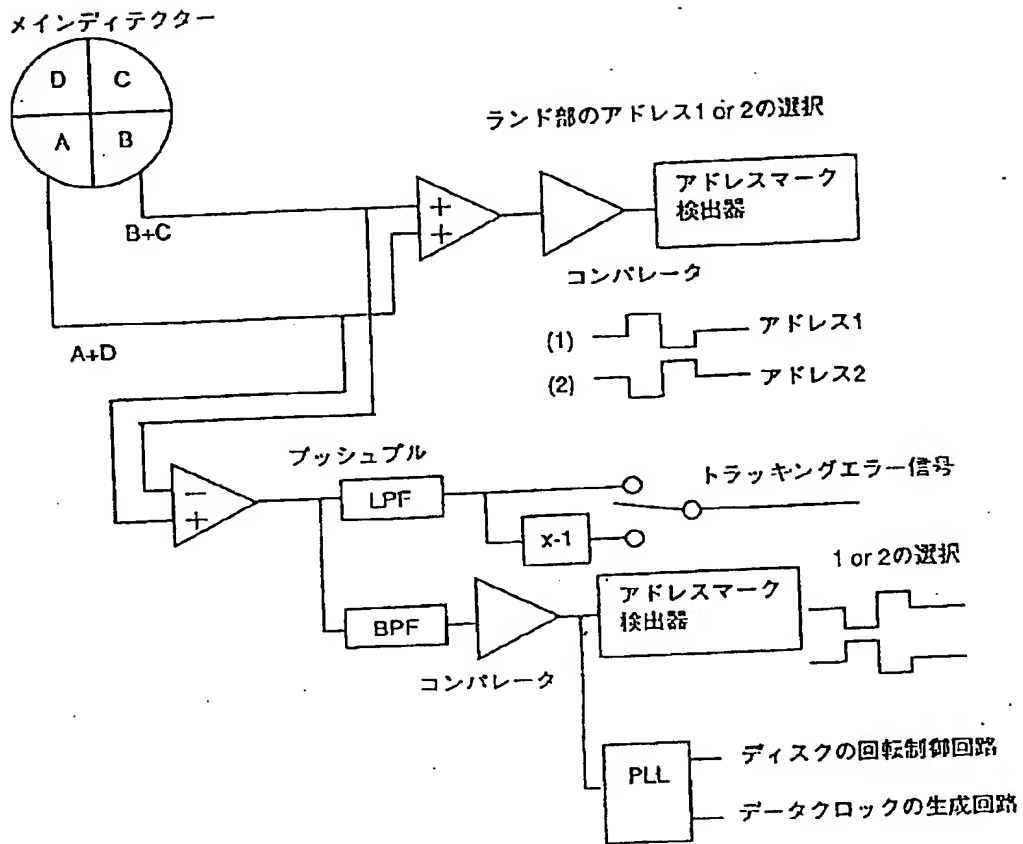 メインディテクター
D
C
A
B
ランド部のアドレス1 or 2の選択
アドレスマーク
検出器
+
+
B+C
コンパレータ
A+D
(1)
アドレス1
(2)
アドレス2
プッシュプル
トラッキングエラー信号
LPF
−
+
x-1
1 or 2の選択
アドレスマーク
検出器
BPF
コンパレータ
PLL
ディスクの回転制御回路
データクロックの生成回路